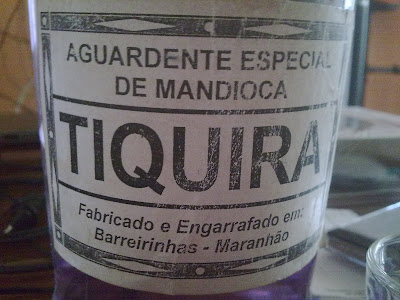 AGUARDENTE ESPECIAL
DE MANDIOCA
TIQUIRA
Fabricado e Engarrafado em:
Barreirinhas - Maranhão